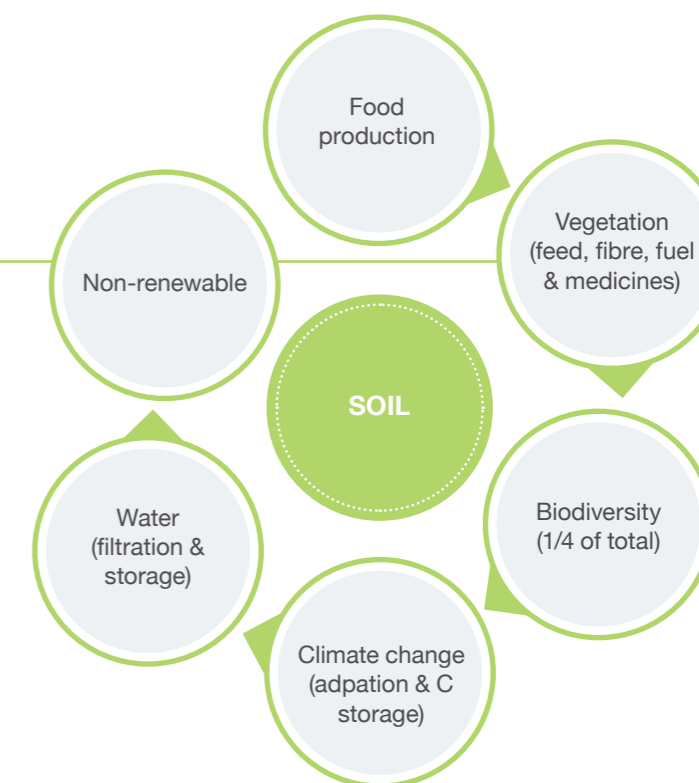 Food
production
Vegetation
(feed, fibre, fuel
& medicines)
Non-renewable
SOIL
Biodiversity
(1/4 of total)
Water
(filtration &
storage)
Climate change
(adpation & C
storage)